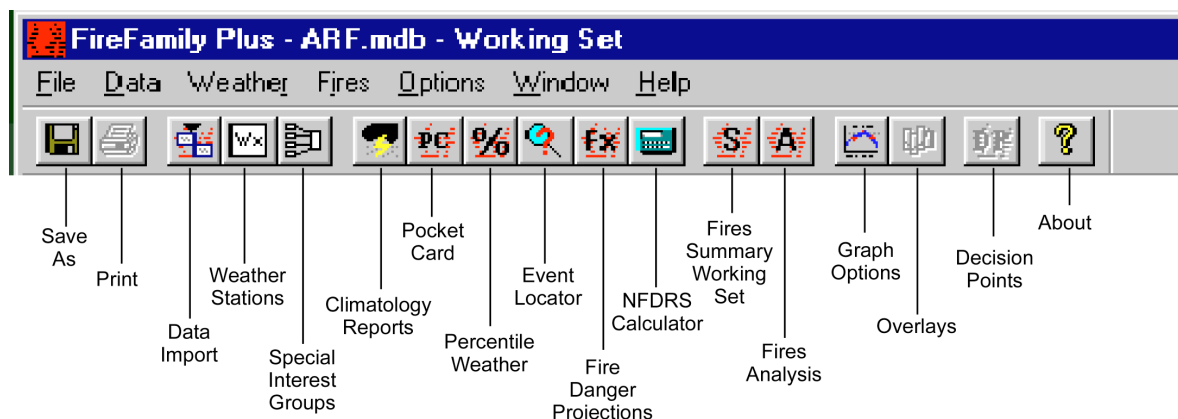 FireFamily Plus - ARF.mdb - Working Set
File Data Weather Fires Options Window Help
Wx PC % fx S A DP ?
Save
As
Print
Data
Import
Weather
Stations
Special
Interest
Groups
Climatology
Reports
Pocket
Card
Percentile
Weather
Event
Locator
Fire
Danger
Projections
NFDRS
Calculator
Fires
Summary
Working
Set
Fires
Analysis
Graph
Options
Overlays
Decision
Points
About